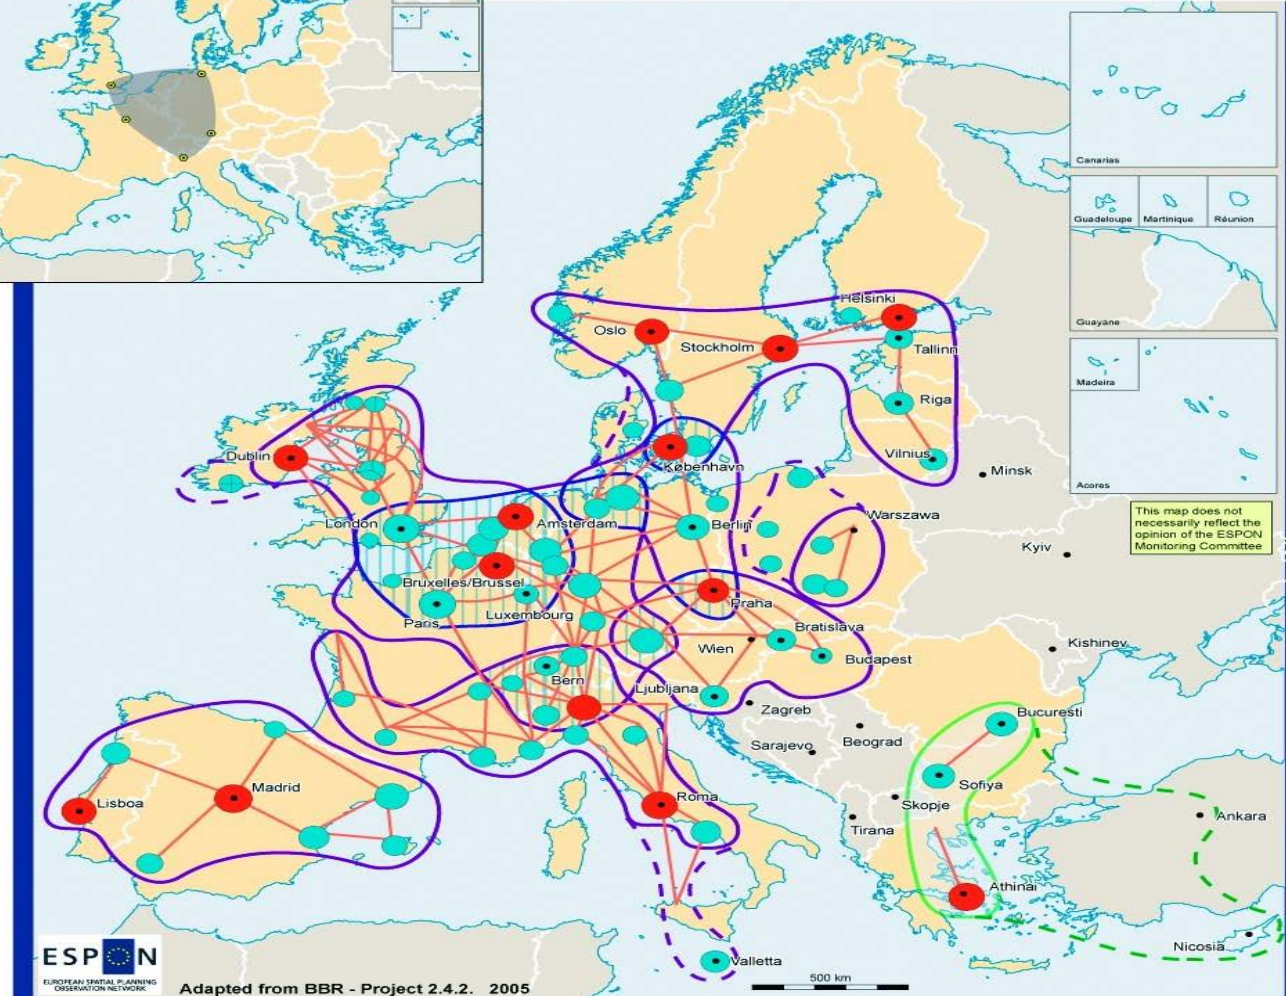 Canarias
Guadeloupe
Martinique
Réunion
Guayane
Madeira
Acores
This map does not
necessarily reflect the
opinion of the ESPON
Monitoring Committee
Helsinki
Oslo
Stockholm
Tallinn
Riga
Vilnius
Minsk
Dublin
København
London
Amsterdam
Berlin
Warszawa
Kyiv
Bruxelles/Brussel
Praha
Paris
Luxembourg
Bratislava
Wien
Kishinev
Budapest
Bern
Ljubljana
Zagreb
Bucuresti
Sarajevo
Beograd
Sofiya
Madrid
Lisboa
Roma
Skopje
Tirana
Ankara
Athinai
Nicosia
Valletta
500 km
ESPON
EUROPEAN SPATIAL PLANNING
OBSERVATION NETWORK
Adapted from BBR - Project 2.4.2. 2005